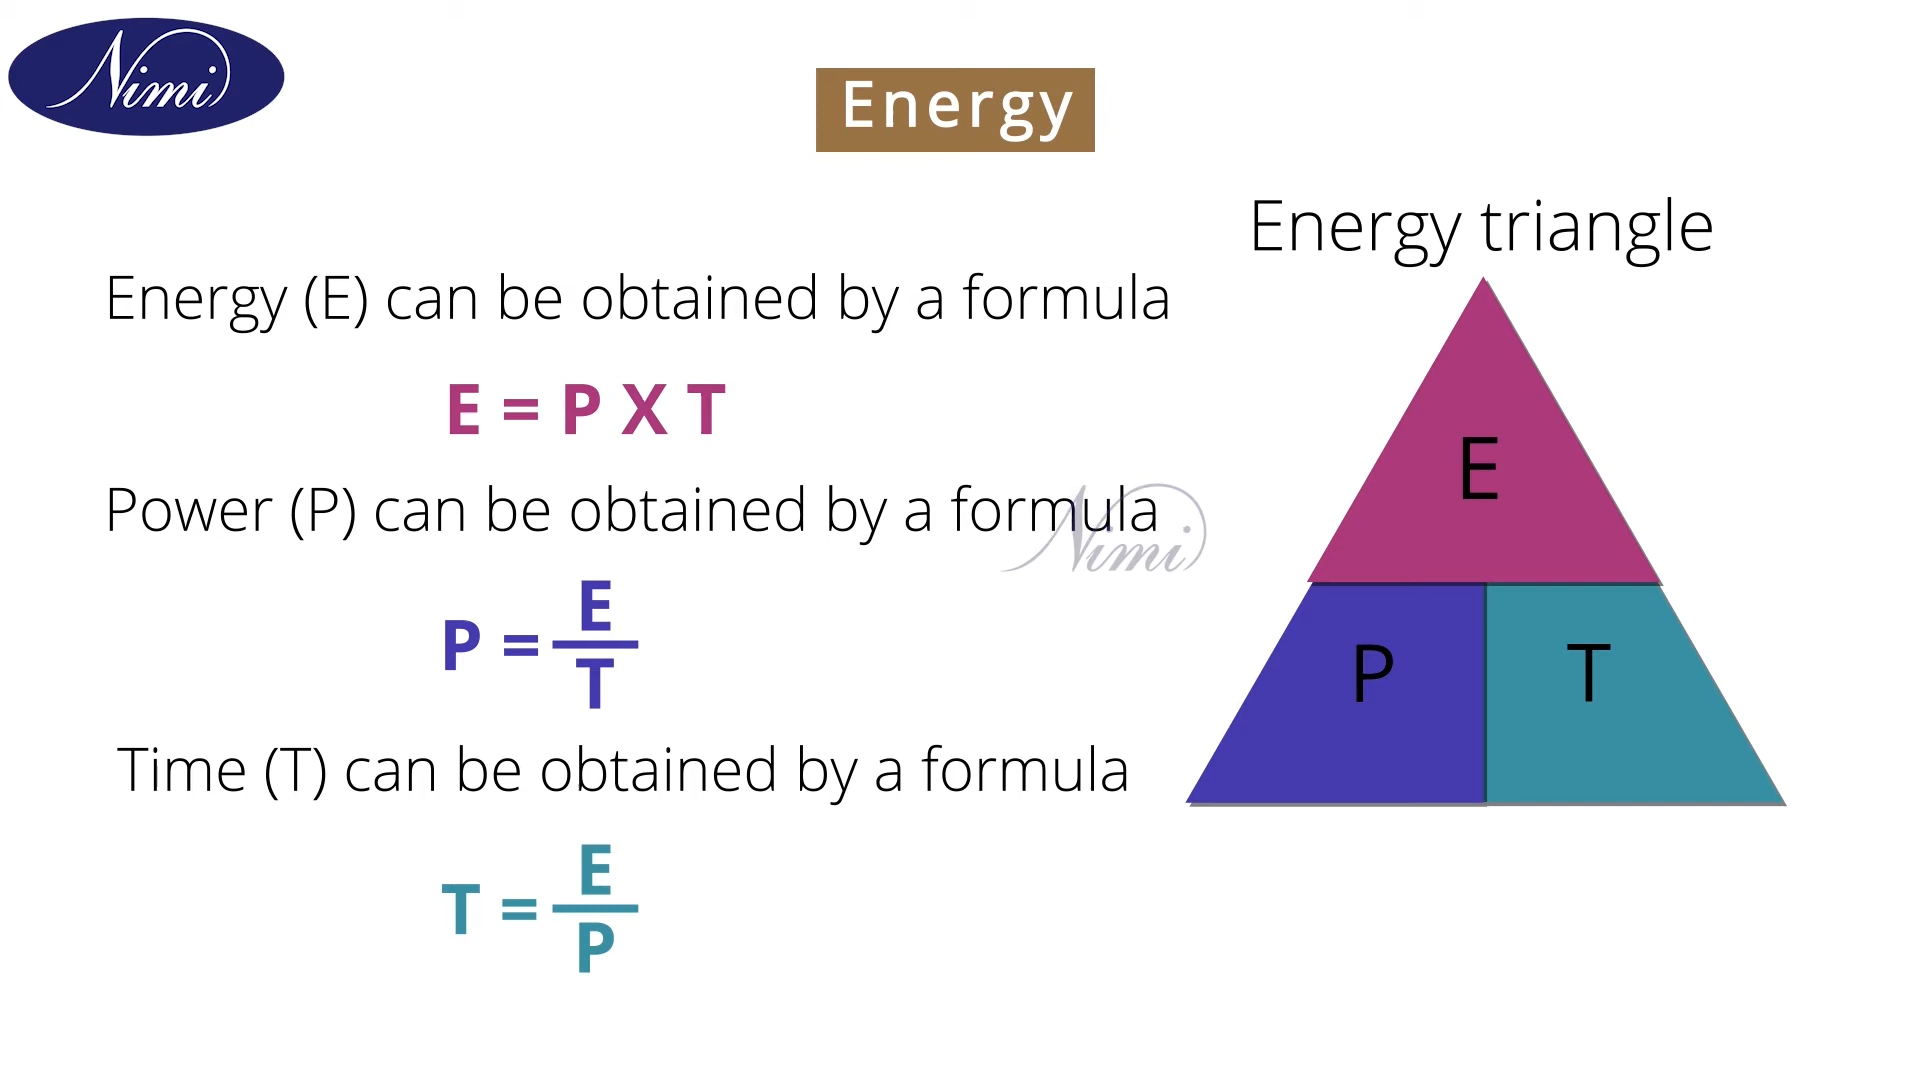 Nimi
Energy
Energy triangle
Energy (E) can be obtained by a formula
E = P X T
Power (P) can be obtained by a formula
Nimi
P = E
T
Time (T) can be obtained by a formula
T = E
P
E
P T